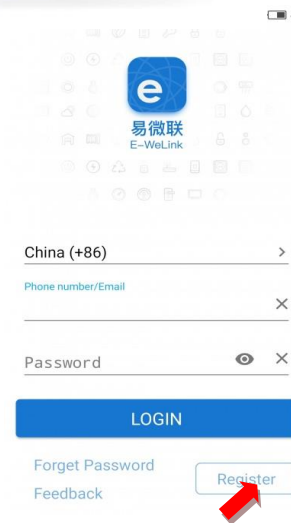 e
易微联
E-WeLink
China (+86)
Phone number/Email
Password
LOGIN
Forget Password
Register
Feedback